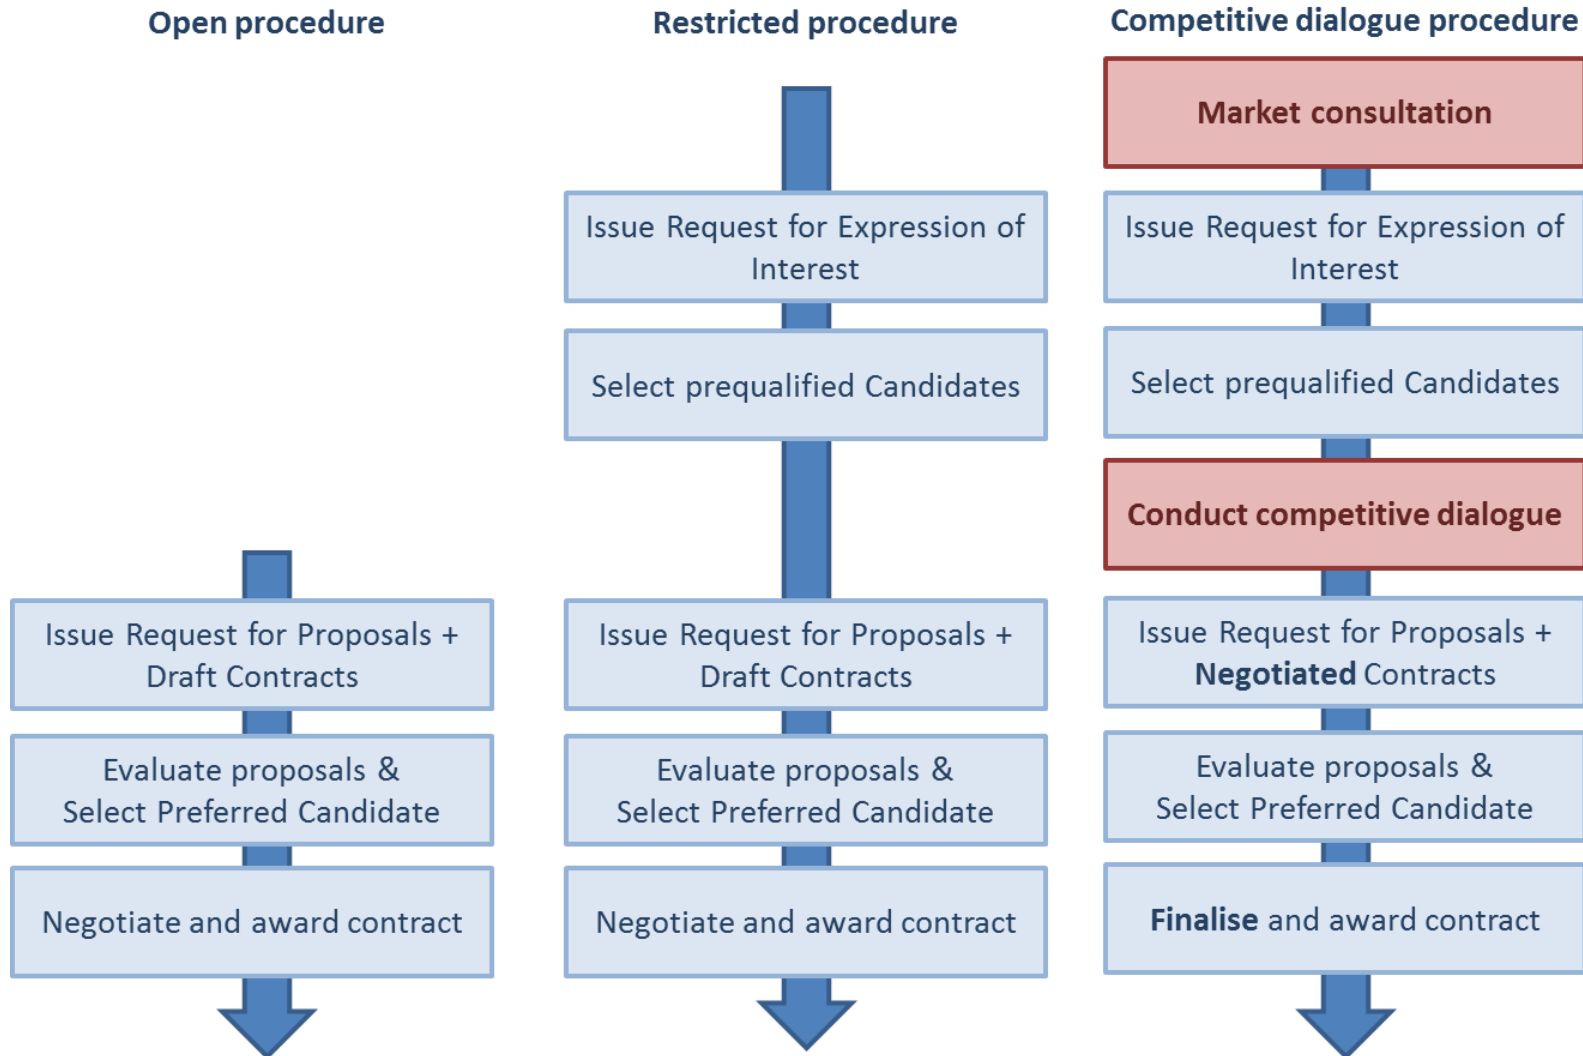 Open procedure
Issue Request for Proposals +
Draft Contracts
Evaluate proposals &
Select Preferred Candidate
Negotiate and award contract
Restricted procedure
Issue Request for Expression of
Interest
Select prequalified Candidates
Issue Request for Proposals +
Draft Contracts
Evaluate proposals &
Select Preferred Candidate
Negotiate and award contract
Competitive dialogue procedure
Market consultation
Issue Request for Expression of
Interest
Select prequalified Candidates
Conduct competitive dialogue
Issue Request for Proposals +
Negotiated Contracts
Evaluate proposals &
Select Preferred Candidate
Finalise and award contract